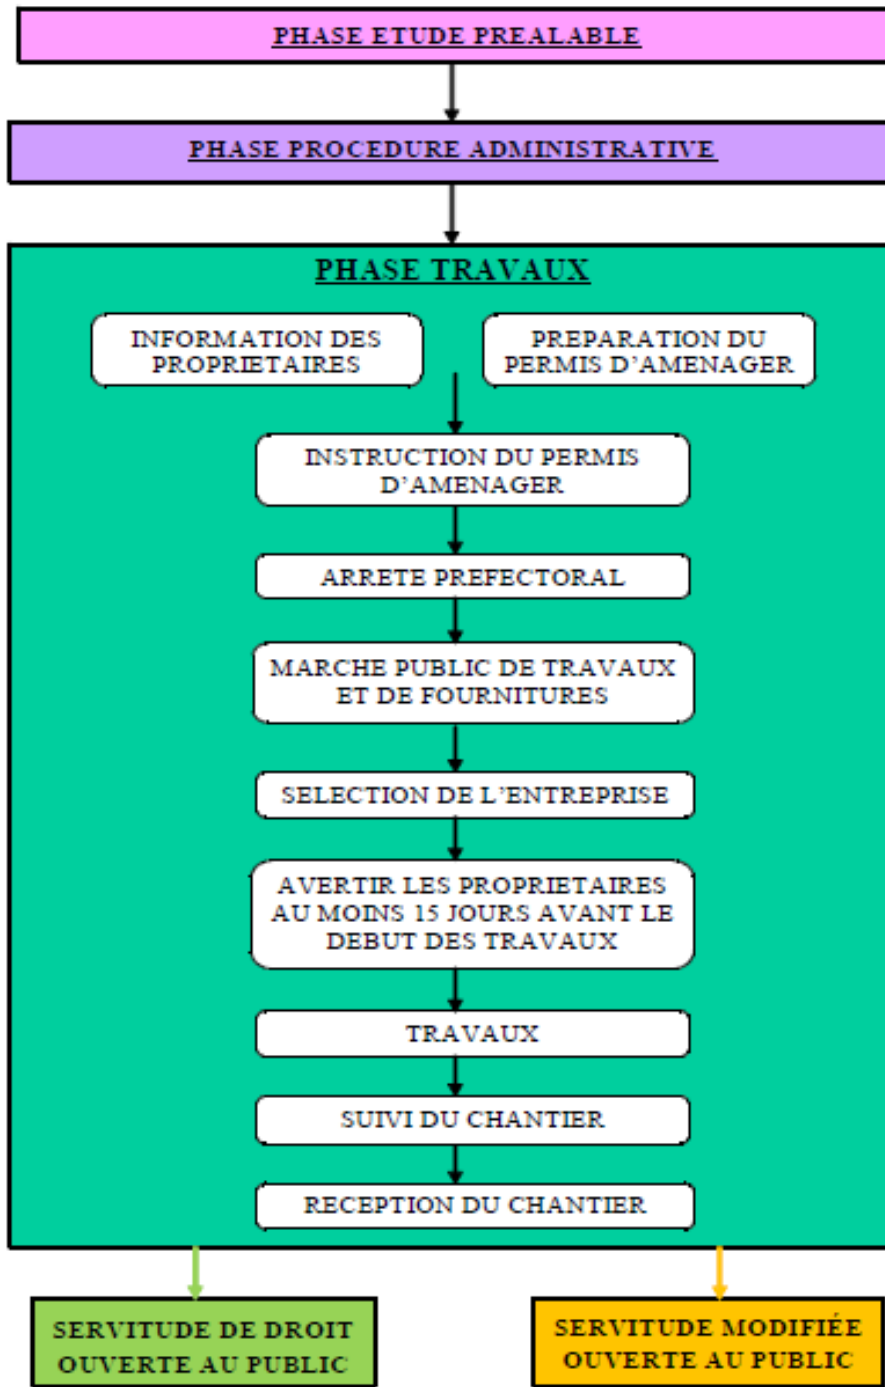 PHASE ETUDE PREALABLE
PHASE PROCEDURE ADMINISTRATIVE
PHASE TRAVAUX
INFORMATION DES
PROPRIETAIRES
PREPARATION DU
PERMIS D’AMENAGER
INSTRUCTION DU PERMIS
D’AMENAGER
ARRETE PREFECTORAL
MARCHE PUBLIC DE TRAVAUX
ET DE FOURNITURES
SELECTION DE L’ENTREPRISE
AVERTIR LES PROPRIETAIRES
AU MOINS 15 JOURS AVANT LE
DEBUT DES TRAVAUX
TRAVAUX
SUIVI DU CHANTIER
RECEPTION DU CHANTIER
SERVITUDE DE DROIT
OUVERTE AU PUBLIC
SERVITUDE MODIFIÉE
OUVERTE AU PUBLIC